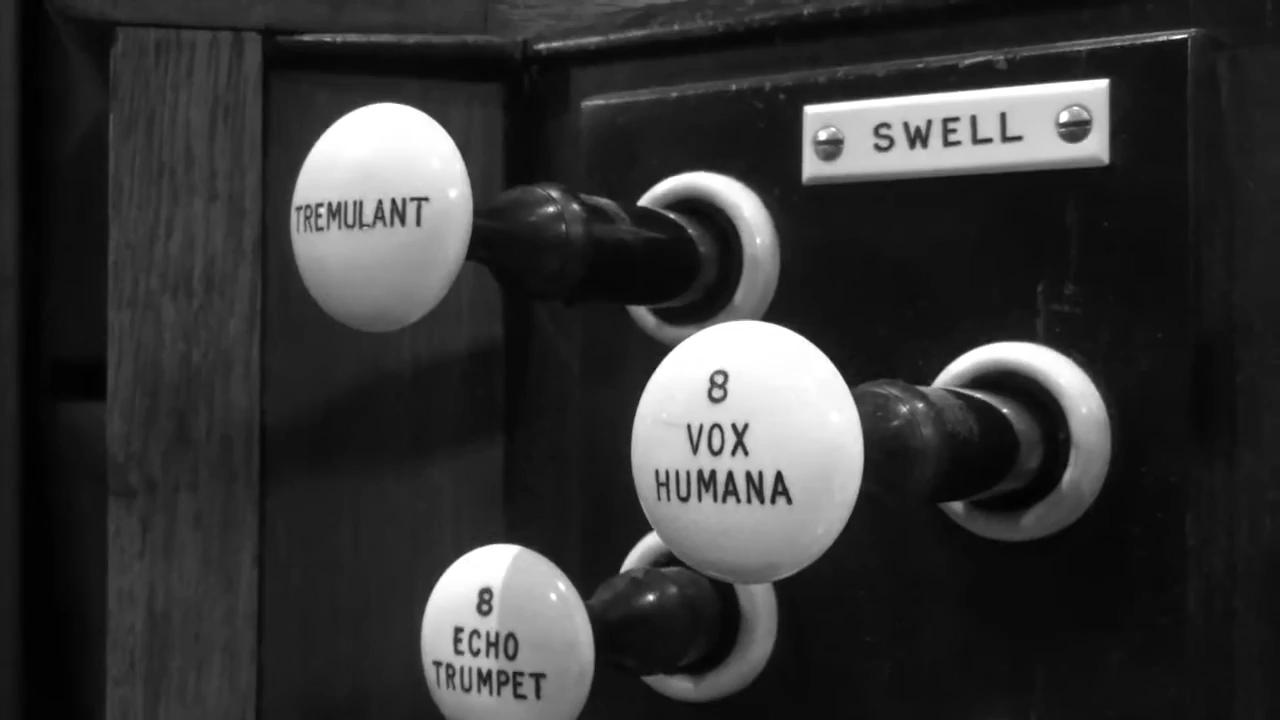 SWELL
TREMULANT
8
VOX
HUMANA
8
ECHO
TRUMPET